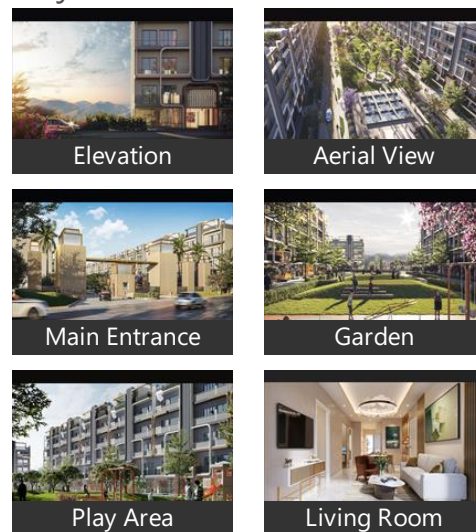 Elevation
Aerial View
Main Entrance
Garden
Play Area
Living Room